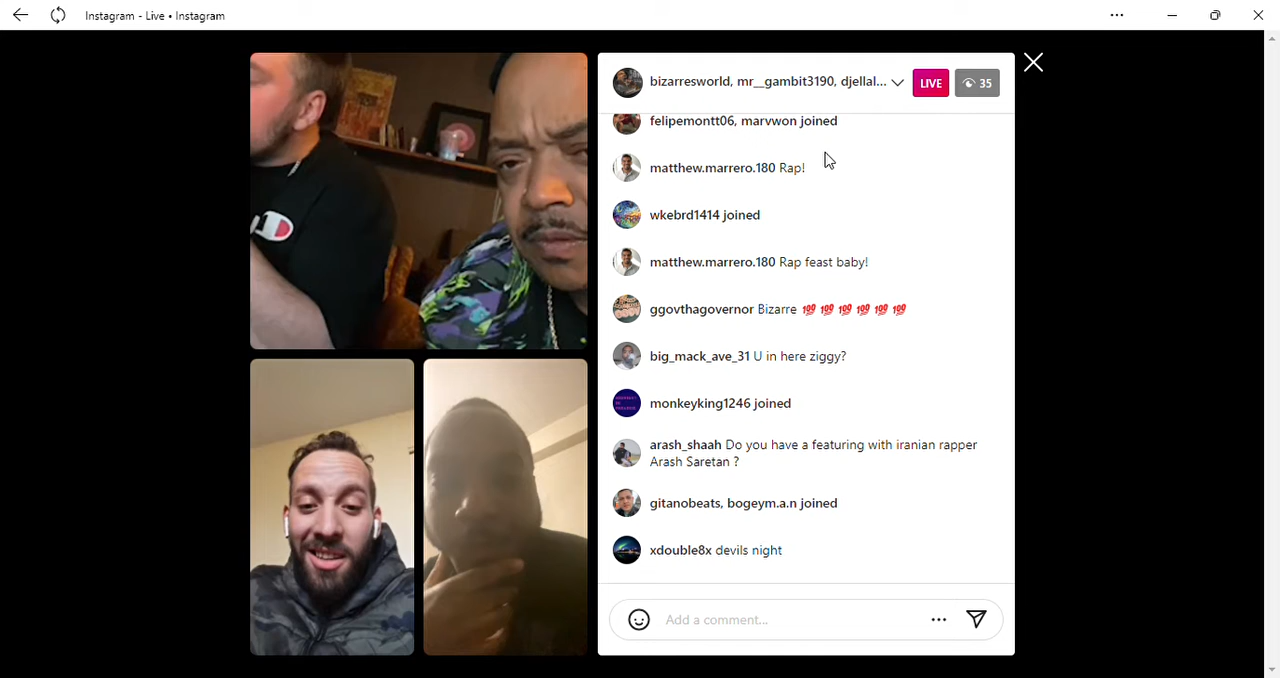 Instagram - Live • Instagram
bizarresworld, mr__gambit3190, djellal...
LIVE
35
felipemontt06, marvwon joined
matthew.marrero.180 Rap!
wkebrd1414 joined
matthew.marrero.180 Rap feast baby!
ggovthagovernor Bizarre 💯 💯 💯 💯 💯 💯
big_mack_ave_31 U in here ziggy?
monkeyking1246 joined
arash_shaah Do you have a featuring with iranian rapper
Arash Saretan ?
gitanobeats, bogeym.a.n joined
xdouble8x devils night
Add a comment...